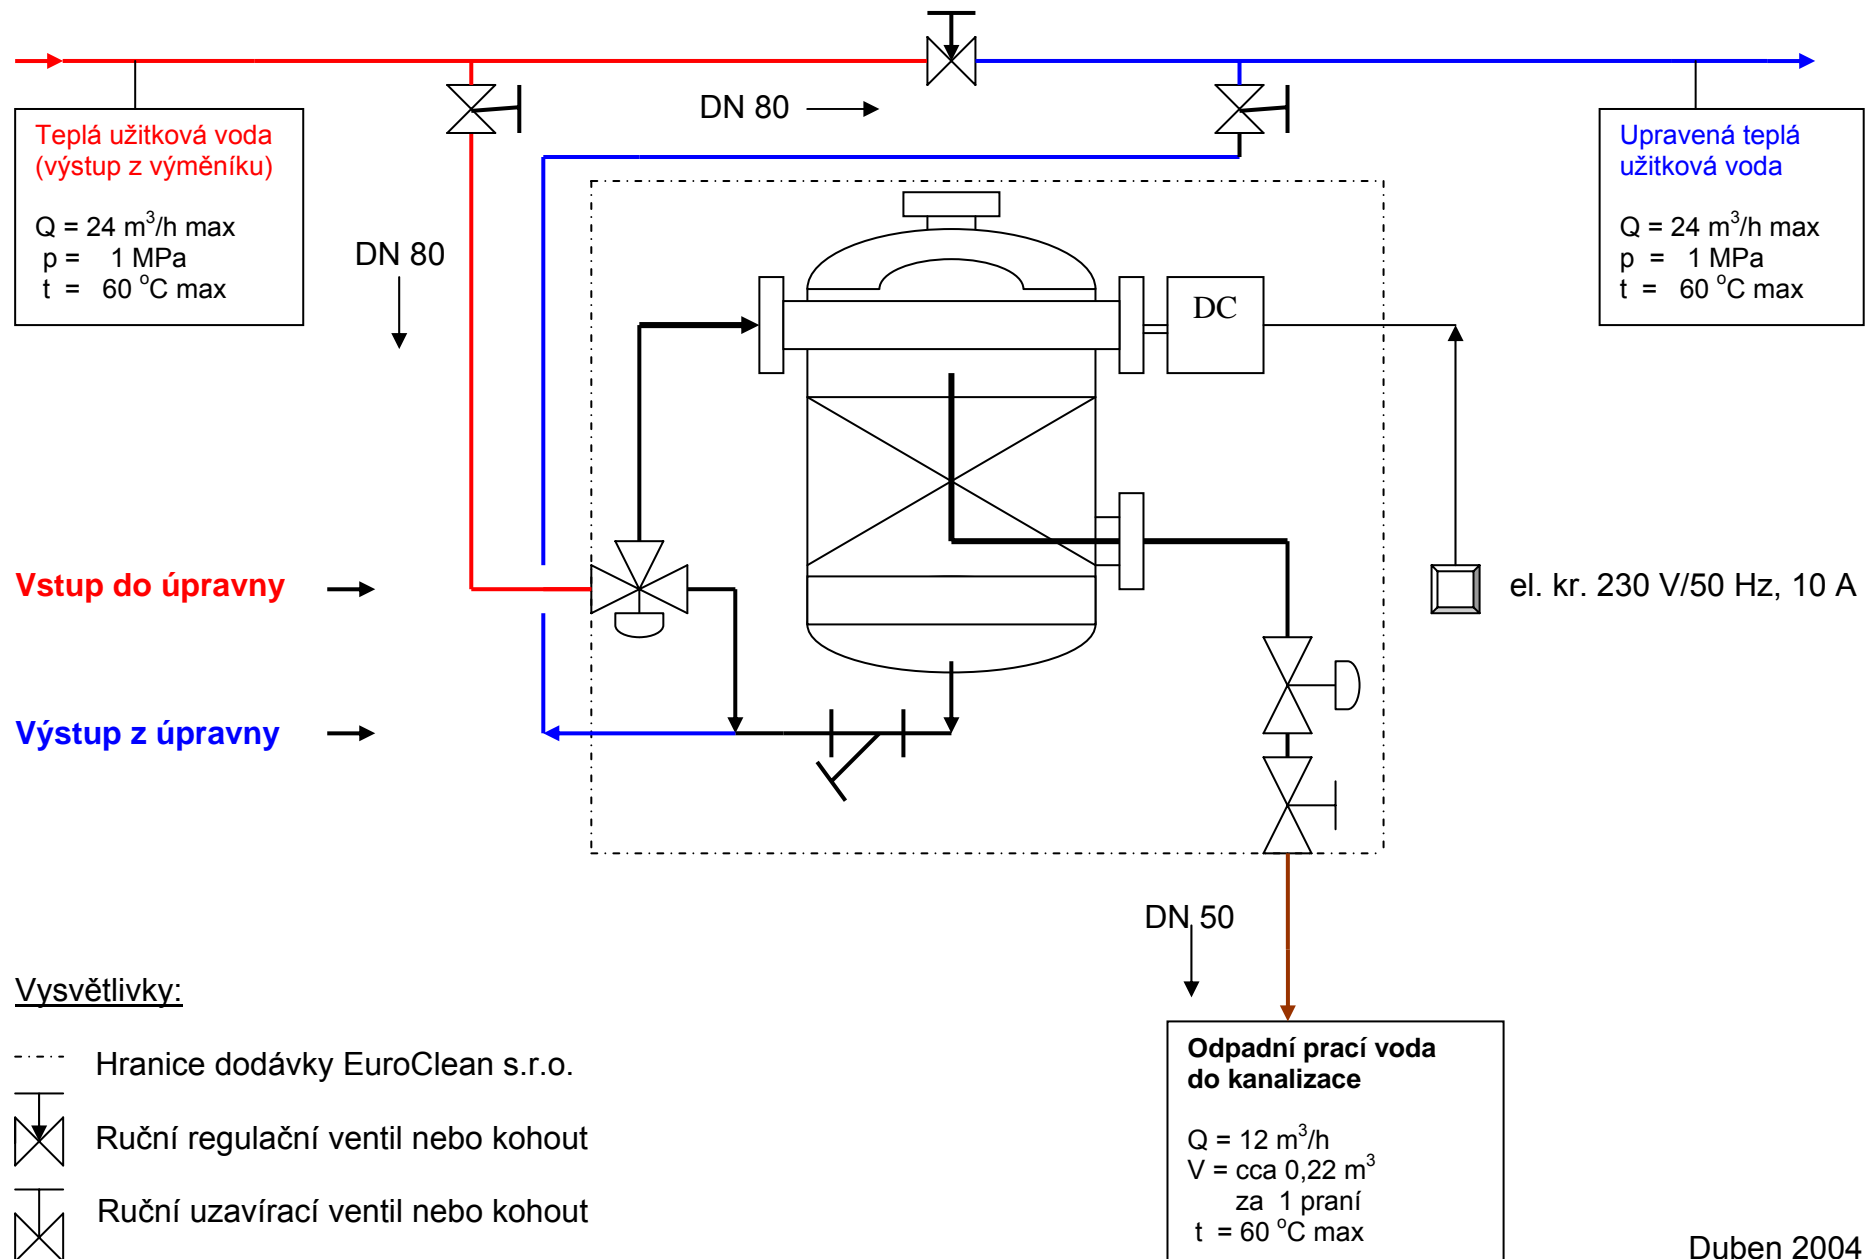 DN 80
Teplá užitková voda
(výstup z výměníku)
Q = 24 m³/h max
p = 1 MPa
t = 60 °C max
Upravená teplá
užitková voda
Q = 24 m³/h max
p = 1 MPa
t = 60 °C max
DN 80
DC
Vstup do úpravny
el. kr. 230 V/50 Hz, 10 A
Výstup z úpravny
DN 50
Vysvětlivky:
Hranice dodávky EuroClean s.r.o.
Ruční regulační ventil nebo kohout
Ruční uzavírací ventil nebo kohout
Odpadní prací voda
do kanalizace
Q = 12 m³/h
V = cca 0,22 m³
za 1 praní
t = 60 °C max
Duben 2004